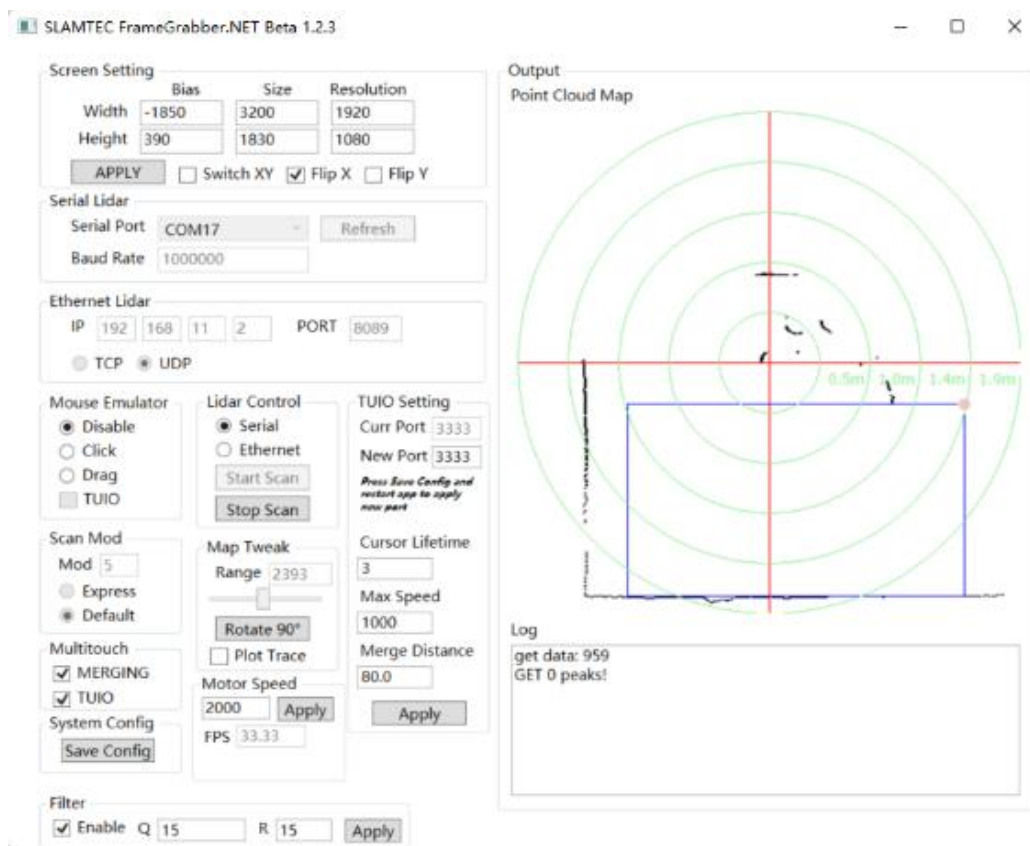 SLAMTEC FrameGrabber.NET Beta 1.2.3
Screen Setting
Bias Size Resolution
Width -1850 3200 1920
Height 390 1830 1080
APPLY Switch XY Flip X Flip Y
Serial Lidar
Serial Port COM17 Refresh
Baud Rate 1000000
Ethernet Lidar
IP 192 168 11 2 PORT 8089
TCP UDP
Mouse Emulator
Disable
Click
Drag
TUIO
Lidar Control
Serial
Ethernet
Start Scan
Stop Scan
TUIO Setting
Curr Port 3333
New Port 3333
Press Save Config and
restart app to apply
new port
Cursor Lifetime
3
Max Speed
1000
Merge Distance
80.0
Apply
Scan Mod
Mod 5
Express
Default
Map Tweak
Range 2393
Rotate 90°
Plot Trace
Multitouch
MERGING
TUIO
Motor Speed
2000 Apply
FPS 33.33
System Config
Save Config
Filter
Enable Q 15 R 15 Apply
Output
Point Cloud Map
0.5m 1.0m 1.4m 1.9m
Log
get data: 959
GET 0 peaks!